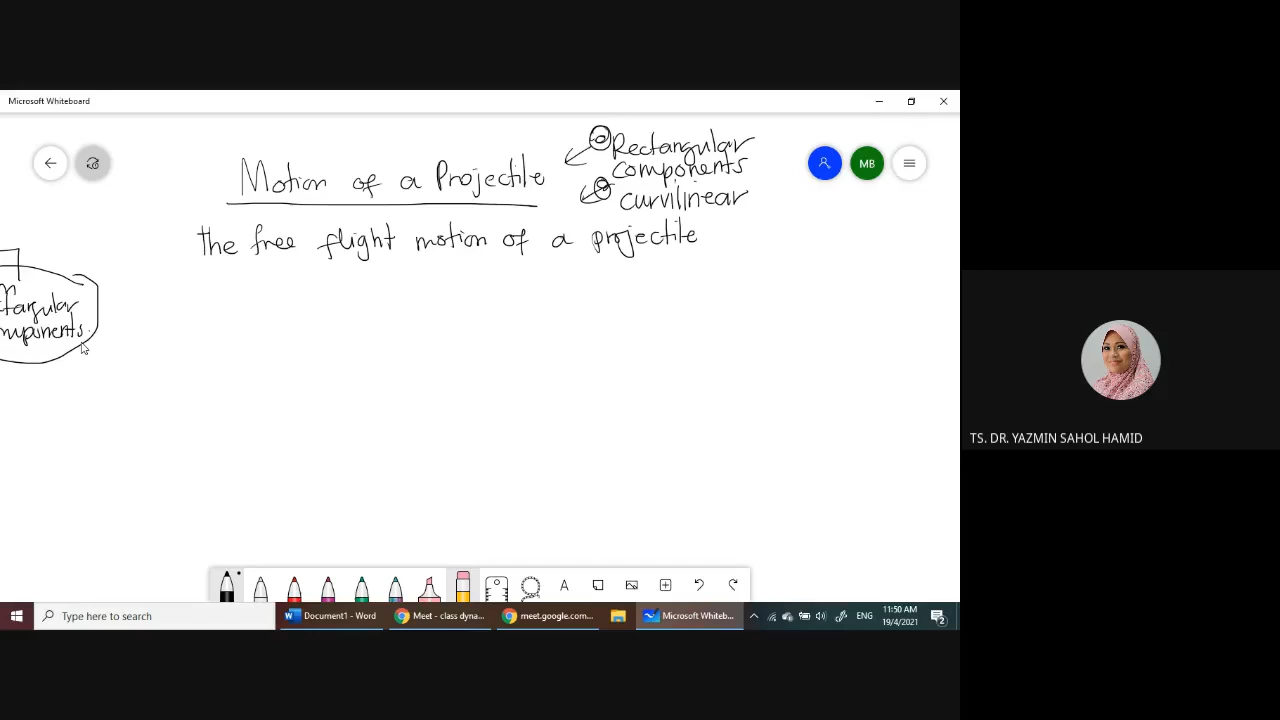 Microsoft Whiteboard
Motion of a Projectile
Rectangular
components
curvilinear
the free flight motion of a projectile
MB
TS. DR. YAZMIN SAHOL HAMID
A
Type here to search
Document1 - Word
Meet - class dyna...
meet.google.com...
Microsoft Whiteb...
ENG
11:50 AM
19/4/2021
2